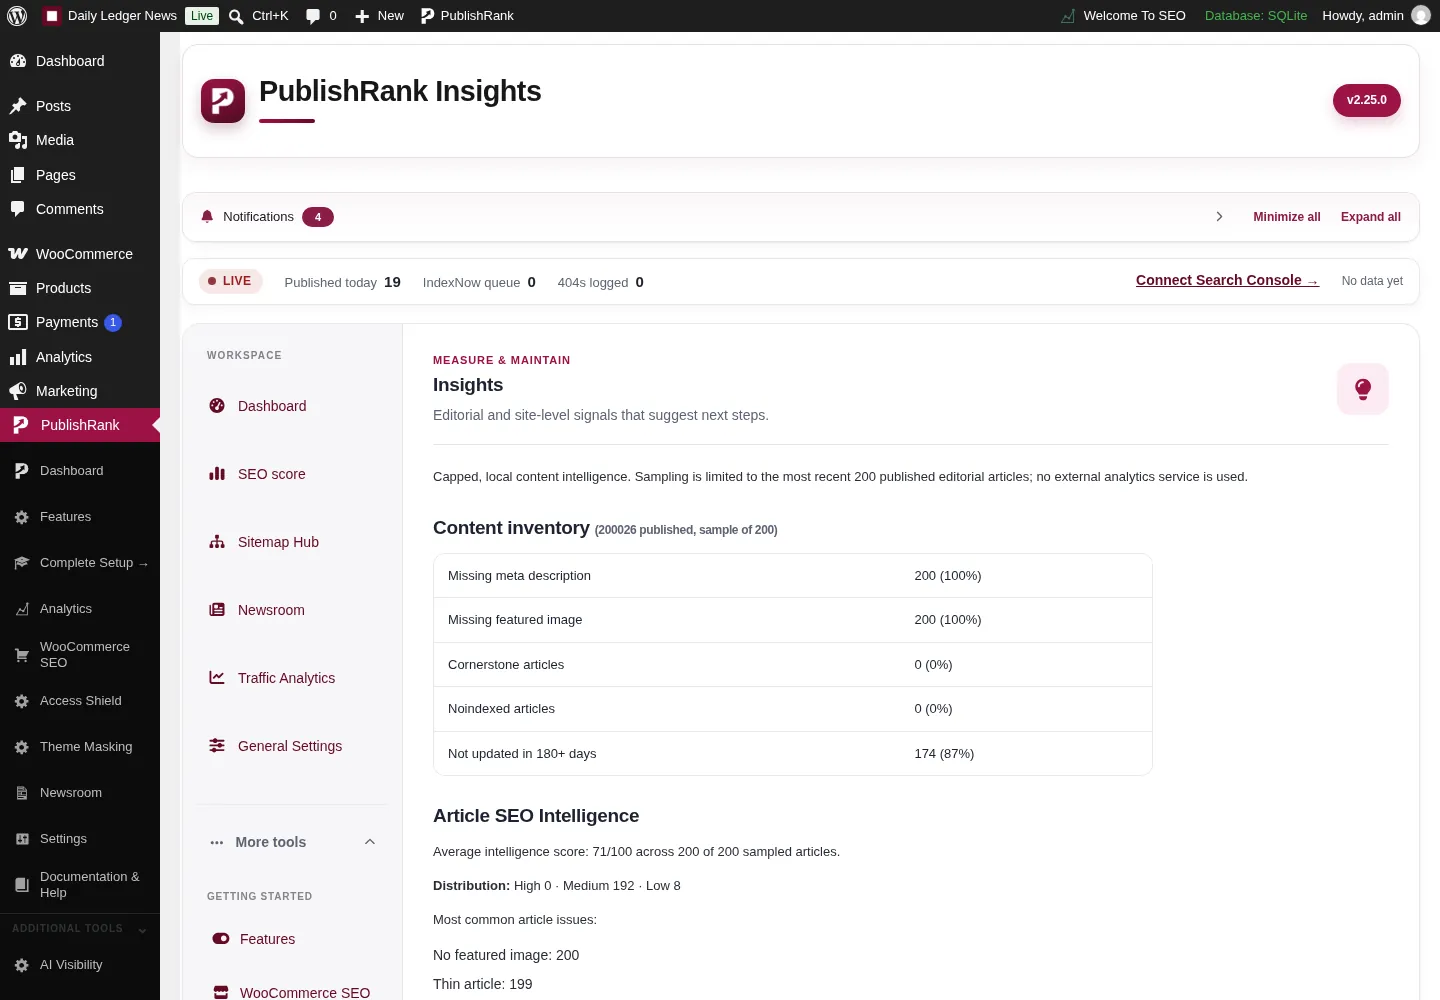 Daily Ledger News Live Ctrl+K 0 New PublishRank Welcome To SEO Database: SQLite Howdy, admin
Dashboard
Posts
Media
Pages
Comments
WooCommerce
Products
Payments 1
Analytics
Marketing
PublishRank
Dashboard
Features
Complete Setup →
Analytics
WooCommerce
SEO
Access Shield
Theme Masking
Newsroom
Settings
Documentation &
Help
ADDITIONAL TOOLS
AI Visibility
PublishRank Insights
v2.25.0
Notifications 4
Minimize all Expand all
LIVE Published today 19 IndexNow queue 0 404s logged 0 Connect Search Console → No data yet
WORKSPACE
Dashboard
SEO score
Sitemap Hub
Newsroom
Traffic Analytics
General Settings
More tools
GETTING STARTED
Features
WooCommerce SEO
MEASURE & MAINTAIN
Insights
Editorial and site-level signals that suggest next steps.
Capped, local content intelligence. Sampling is limited to the most recent 200 published editorial articles; no external analytics service is used.
Content inventory (200026 published, sample of 200)
Missing meta description 200 (100%)
Missing featured image 200 (100%)
Cornerstone articles 0 (0%)
Noindexed articles 0 (0%)
Not updated in 180+ days 174 (87%)
Article SEO Intelligence
Average intelligence score: 71/100 across 200 of 200 sampled articles.
Distribution: High 0 · Medium 192 · Low 8
Most common article issues:
No featured image: 200
Thin article: 199